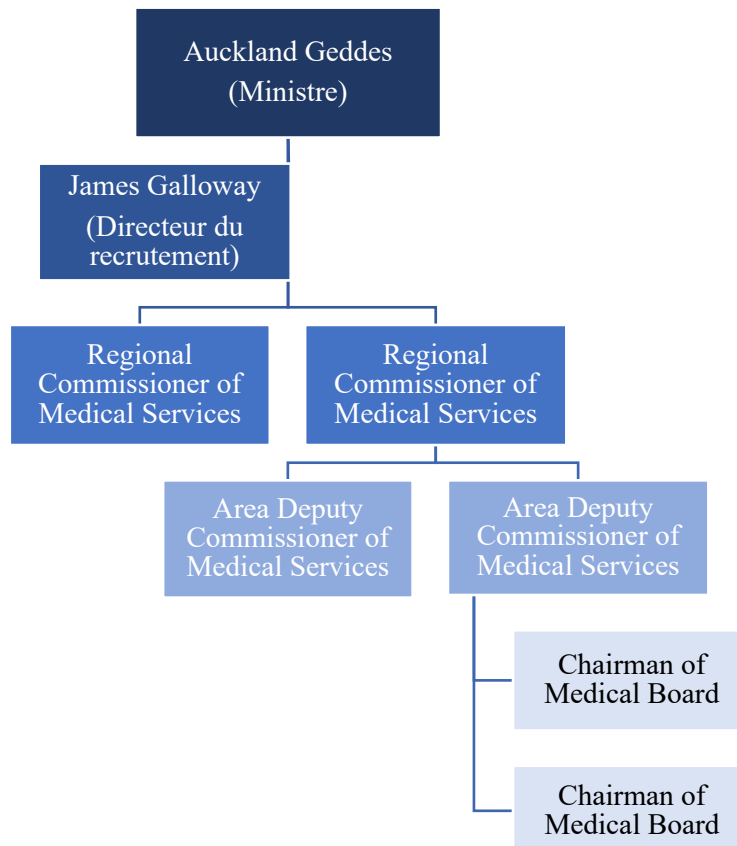 Auckland Geddes
(Ministre)
James Galloway
(Directeur du
recrutement)
Regional
Commissioner of
Medical Services
Regional
Commissioner of
Medical Services
Area Deputy
Commissioner of
Medical Services
Area Deputy
Commissioner of
Medical Services
Chairman of
Medical Board
Chairman of
Medical Board